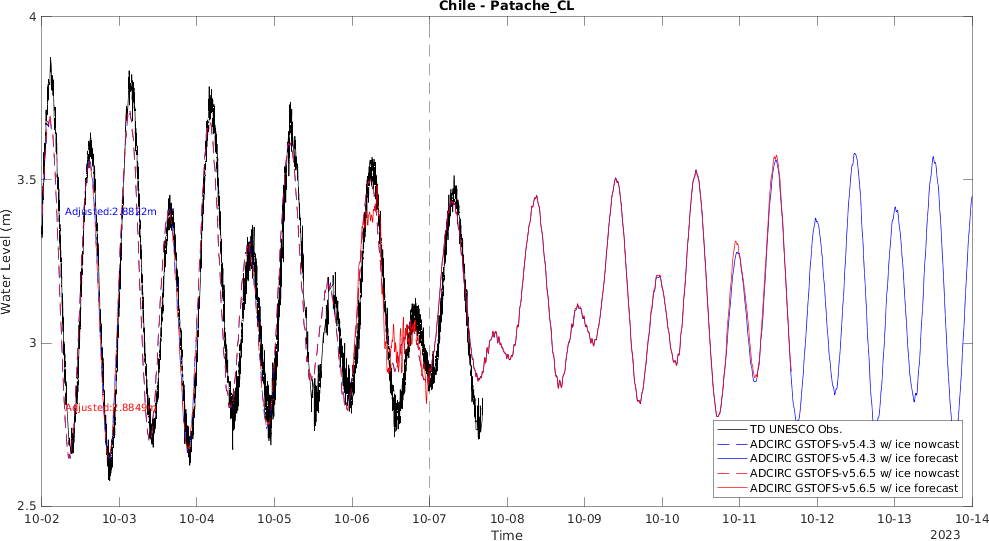 Chile - Patache_CL
4
3.5
3
2.5
Water Level (m)
Adjusted:2.8822m
Adjusted:2.8849m
TD UNESCO Obs.
ADCIRC GSTOFS-v5.4.3 w/ ice nowcast
ADCIRC GSTOFS-v5.4.3 w/ ice forecast
ADCIRC GSTOFS-v5.6.5 w/ ice nowcast
ADCIRC GSTOFS-v5.6.5 w/ ice forecast
10-02 10-03 10-04 10-05 10-06 10-07 10-08 10-09 10-10 10-11 10-12 10-13 10-14
Time
2023